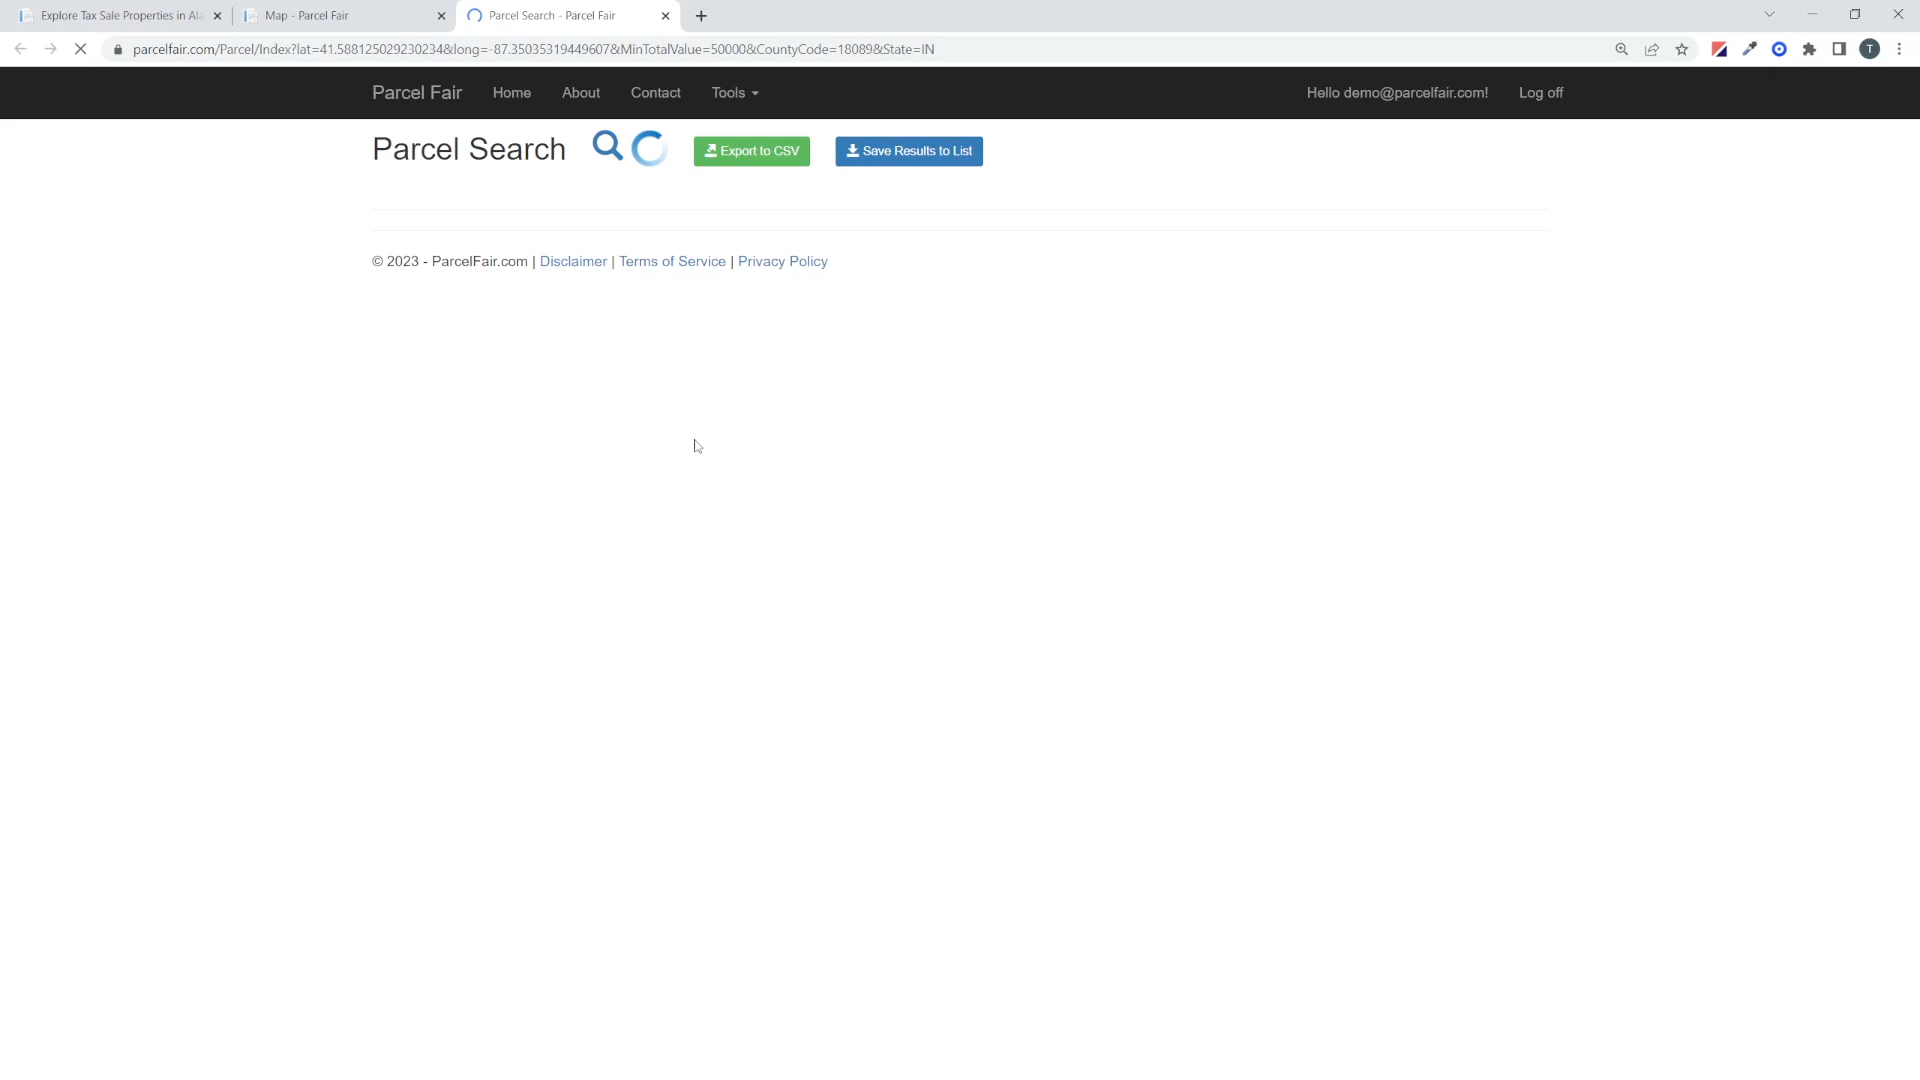 Explore Tax Sale Properties in Ala
Map - Parcel Fair
Parcel Search - Parcel Fair
parcelfair.com/Parcel/Index?lat=41.588125029230234&long=-87.35035319449607&MinTotalValue=50000&CountyCode=18089&State=IN
T
Parcel Fair Home About Contact Tools Hello demo@parcelfair.com! Log off
Parcel Search Export to CSV Save Results to List
© 2023 - ParcelFair.com | Disclaimer | Terms of Service | Privacy Policy